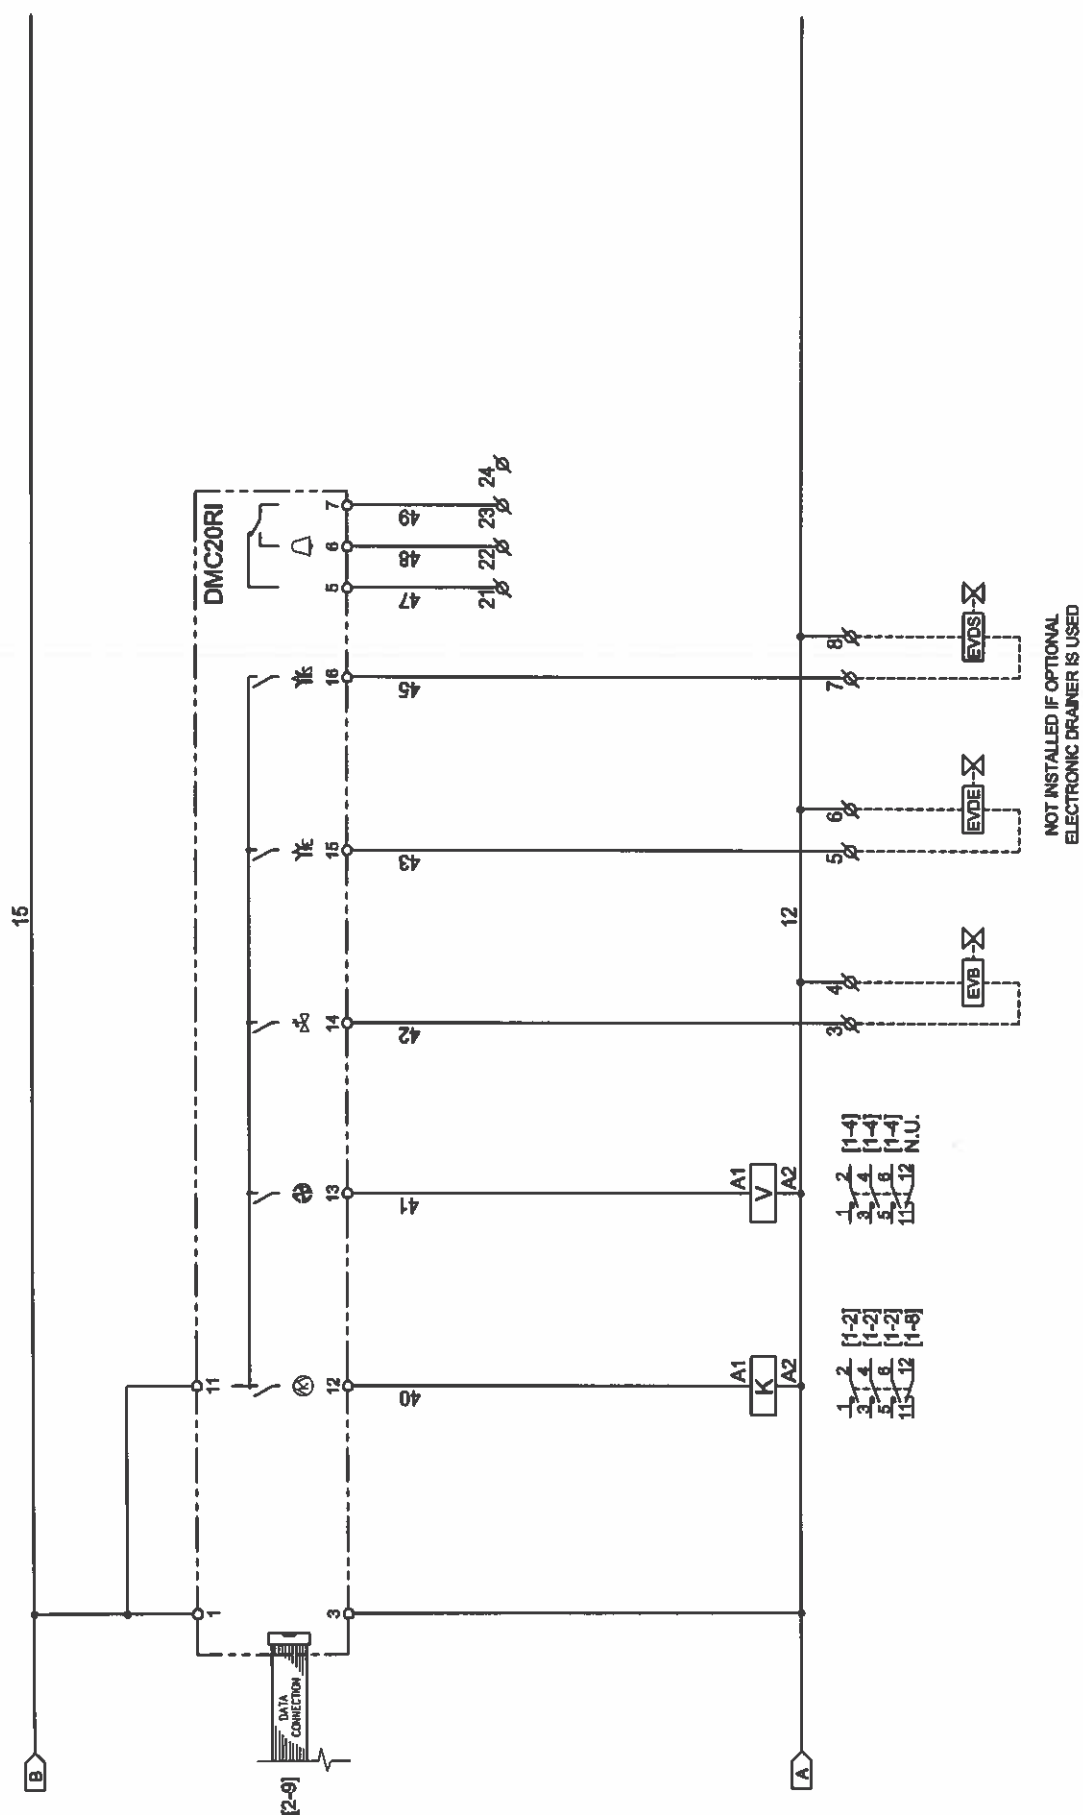 15
B
[2-9]
DATA
CONNECTION
DMC20RI
1
11
3
12
13
14
15
16
5
6
7
K
40
41
42
43
45
47
48
49
21
22
23
24
A1
K
A2
A1
V
A2
12
A
1 2 [1-2]
3 4 [1-2]
5 6 [1-2]
11 12 [1-8]
1 2 [1-4]
3 4 [1-4]
5 6 [1-4]
11 12 N.U.
3
4
EVB
5
6
EVDE
7
8
EVDS
NOT INSTALLED IF OPTIONAL
ELECTRONIC DRAINER IS USED